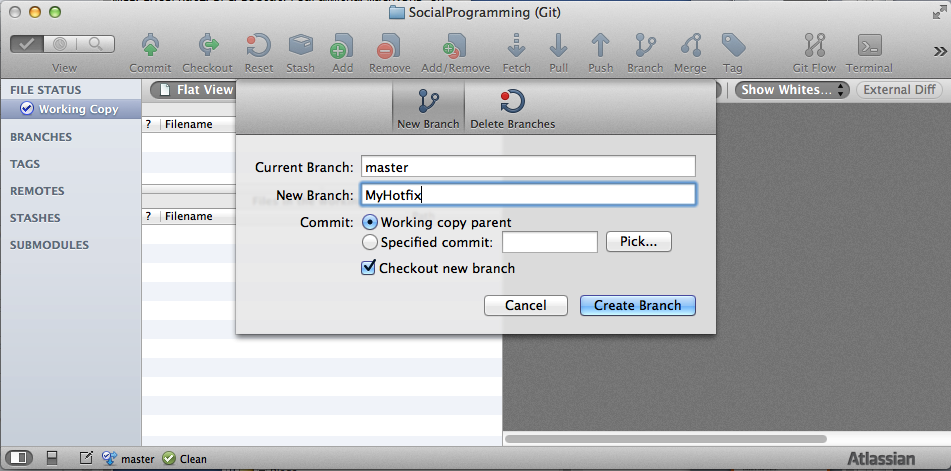 SocialProgramming (Git)
View
Commit
Checkout
Reset
Stash
Add
Remove
Add/Remove
Fetch
Pull
Push
Branch
Merge
Tag
Git Flow
Terminal
»
FILE STATUS
Working Copy
BRANCHES
TAGS
REMOTES
STASHES
SUBMODULES
Flat View
Show Whites...
External Diff
? Filename
? Filename
New Branch
Delete Branches
Current Branch: master
New Branch: MyHotfix
Commit: Working copy parent
Specified commit:
Pick...
Checkout new branch
Cancel
Create Branch
master
Clean
Atlassian